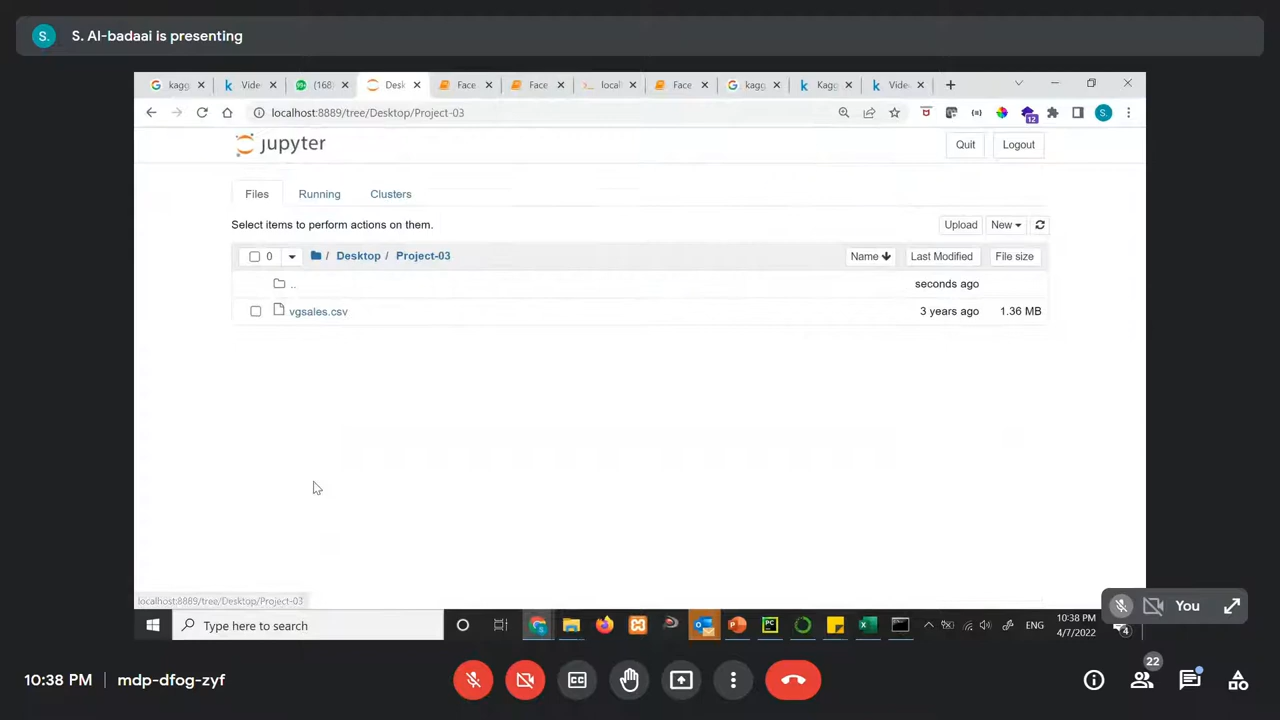 S. S. Al-badaai is presenting
kagg Vide (168) Desk Face Face local Face kagg Kagg Vide
localhost:8889/tree/Desktop/Project-03
12
S.
jupyter
Quit Logout
Files Running Clusters
Select items to perform actions on them.
Upload New
0 / Desktop / Project-03 Name Last Modified File size
.. seconds ago
vgsales.csv 3 years ago 1.36 MB
localhost:8889/tree/Desktop/Project-03
You
Type here to search
ENG
10:38 PM
4/7/2022
4
10:38 PM mdp-dfog-zyf
22